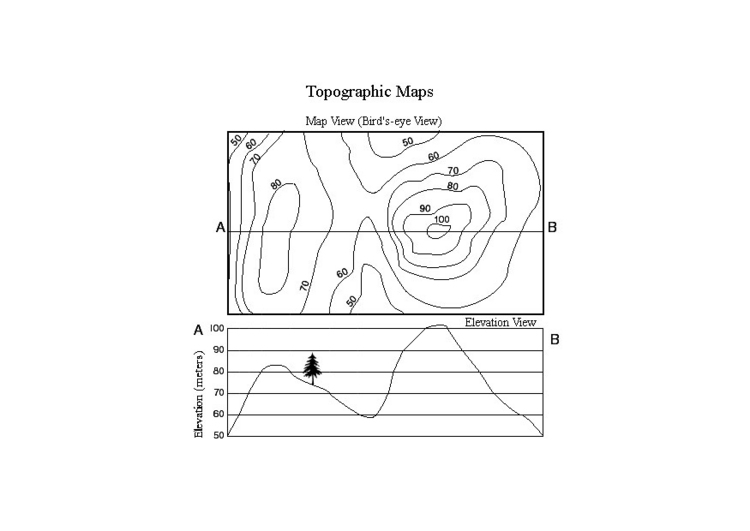 Topographic Maps
Map View (Bird's-eye View)
50
60
70
50
60
70
80
80
90
100
A
B
70
60
50
Elevation View
A
B
Elevation (meters)
100
90
80
70
60
50